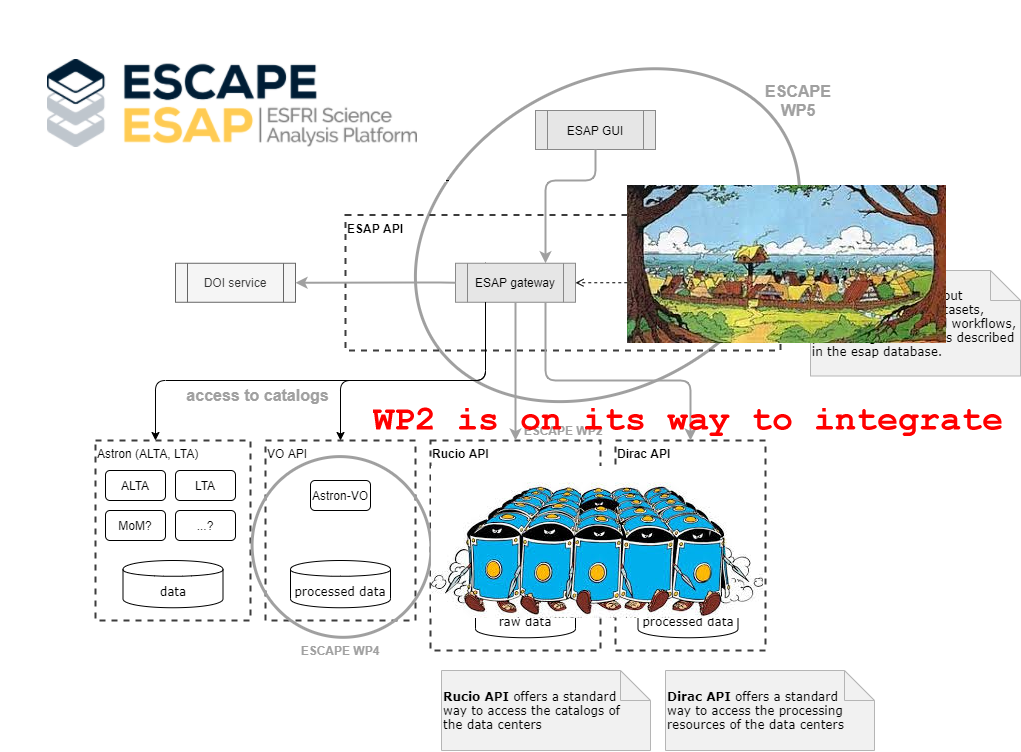 ESCAPE
ESAP
ESFRI Science
Analysis Platform
ESCAPE
WP5
ESAP GUI
ESAP API
DOI service
ESAP gateway
workflows,
described
in the esap database.
access to catalogs
WP2 is on its way to integrate
ESCAPE WP2
Astron (ALTA, LTA)
VO API
Rucio API
Dirac API
ALTA
LTA
Astron-VO
MoM?
...?
data
processed data
raw data
processed data
ESCAPE WP4
Rucio API offers a standard
way to access the catalogs of
the data centers
Dirac API offers a standard
way to access the processing
resources of the data centers